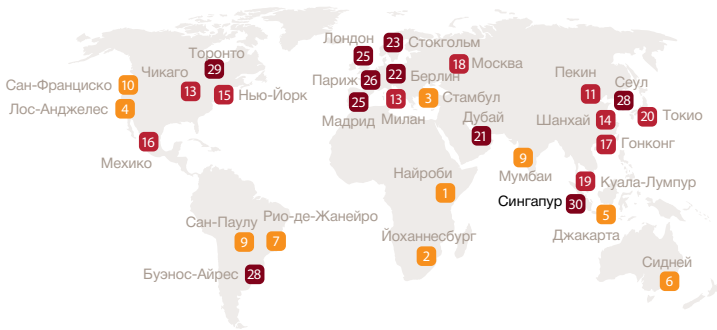 Лондон
23
Стокгольм
Торонто
25
29
18
Москва
Чикаго
Париж
26
22
Берлин
Пекин
Сеул
Сан-Франциско
10
13
15
Нью-Йорк
25
13
3
Стамбул
11
28
Лос-Анджелес
4
Мадрид
Милан
Дубай
Шанхай
14
20
Токио
16
21
17
Гонконг
Мехико
9
Мумбаи
Найроби
1
19
Куала-Лумпур
Сингапур
30
5
Сан-Паулу
Рио-де-Жанейро
Джакарта
9
7
Йоханнесбург
2
Сидней
Буэнос-Айрес
28
6